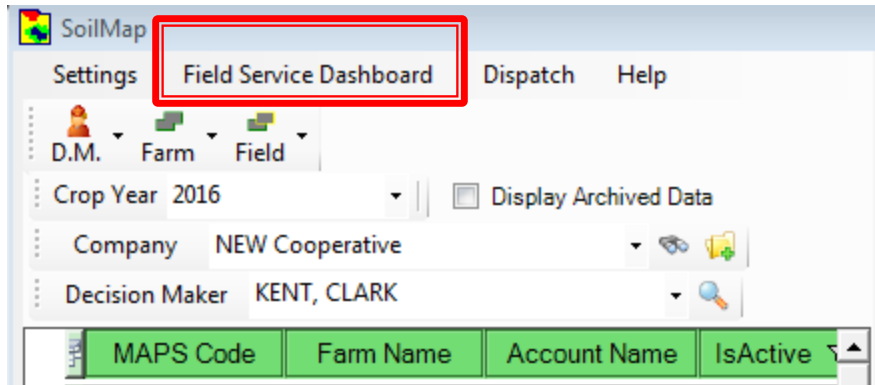 SoilMap
Settings Field Service Dashboard Dispatch Help
D.M. Farm Field
Crop Year 2016 Display Archived Data
Company NEW Cooperative
Decision Maker KENT, CLARK
MAPS Code Farm Name Account Name IsActive